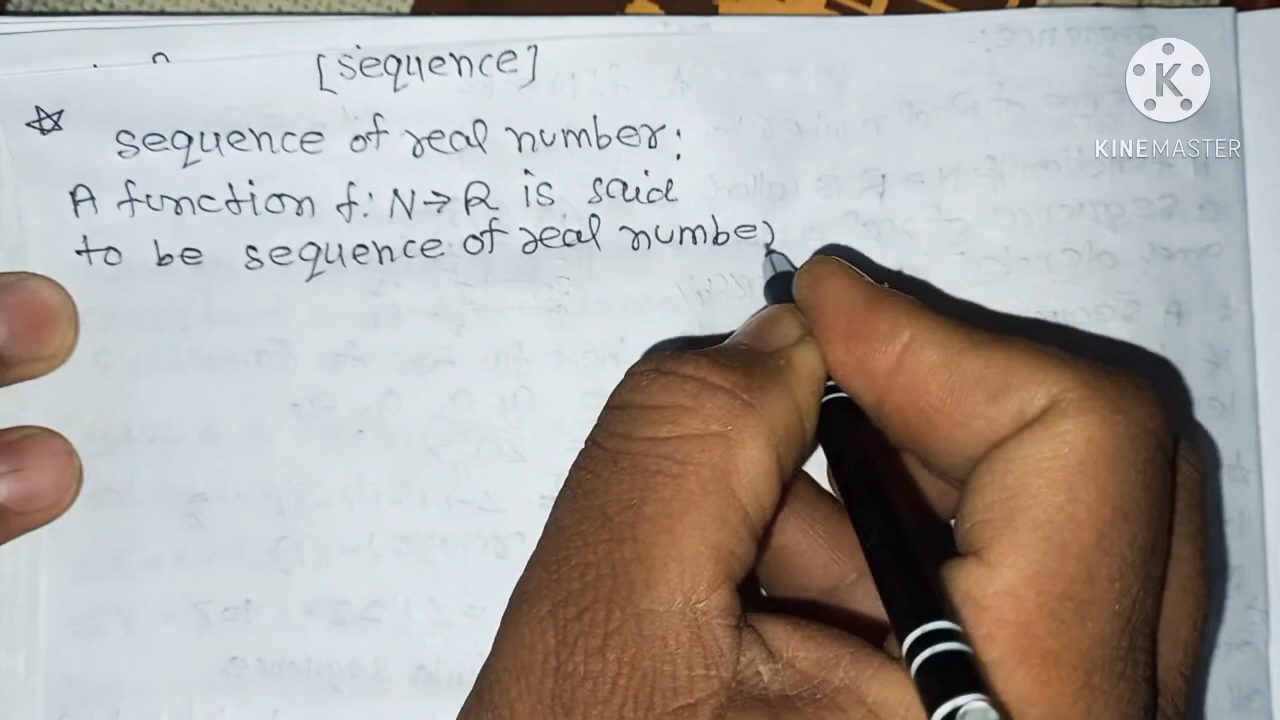 [sequence]
sequence of real number:
A function f: N→R is said
to be sequence of real number
K
KINEMASTER